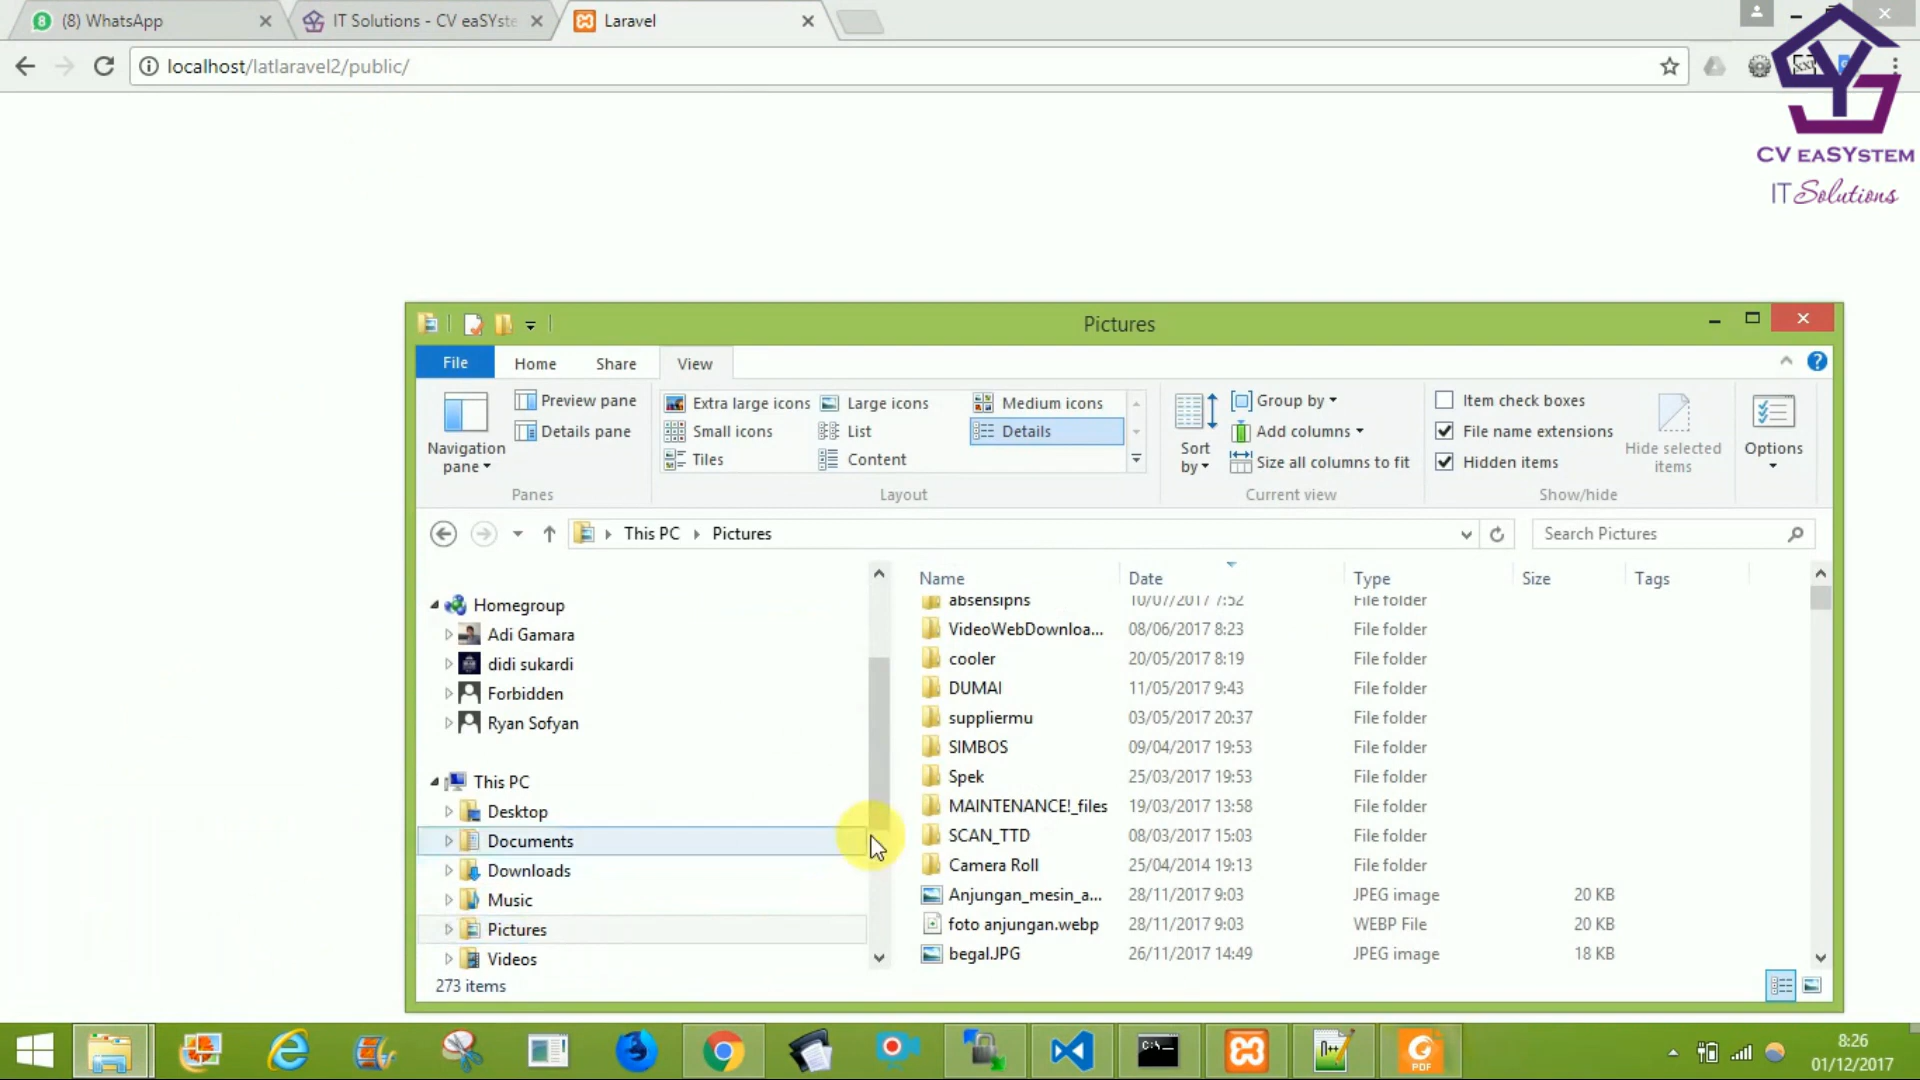 (8) WhatsApp
IT Solutions - CV eaSYste
Laravel
localhost/latlaravel2/public/
CV eaSYstem
IT Solutions
Pictures
File
Home
Share
View
Navigation pane
Preview pane
Details pane
Panes
Extra large icons
Large icons
Medium icons
Small icons
List
Details
Tiles
Content
Layout
Sort by
Group by
Add columns
Size all columns to fit
Current view
Item check boxes
File name extensions
Hidden items
Hide selected items
Show/hide
Options
This PC
Pictures
Search Pictures
Homegroup
Adi Gamara
didi sukardi
Forbidden
Ryan Sofyan
This PC
Desktop
Documents
Downloads
Music
Pictures
Videos
Name Date Type Size Tags
absensipns 10/07/2017 7:52 File folder
VideoWebDownloa... 08/06/2017 8:23 File folder
cooler 20/05/2017 8:19 File folder
DUMAI 11/05/2017 9:43 File folder
suppliermu 03/05/2017 20:37 File folder
SIMBOS 09/04/2017 19:53 File folder
Spek 25/03/2017 19:53 File folder
MAINTENANCE!_files 19/03/2017 13:58 File folder
SCAN_TTD 08/03/2017 15:03 File folder
Camera Roll 25/04/2014 19:13 File folder
Anjungan_mesin_a... 28/11/2017 9:03 JPEG image 20 KB
foto anjungan.webp 28/11/2017 9:03 WEBP File 20 KB
begal.JPG 26/11/2017 14:49 JPEG image 18 KB
273 items
C:\_
PDF
8:26
01/12/2017